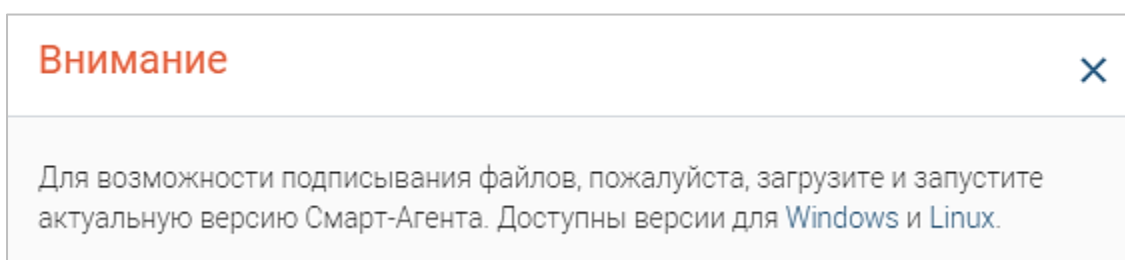 Внимание
Для возможности подписывания файлов, пожалуйста, загрузите и запустите
актуальную версию Смарт-Агента. Доступны версии для Windows и Linux.